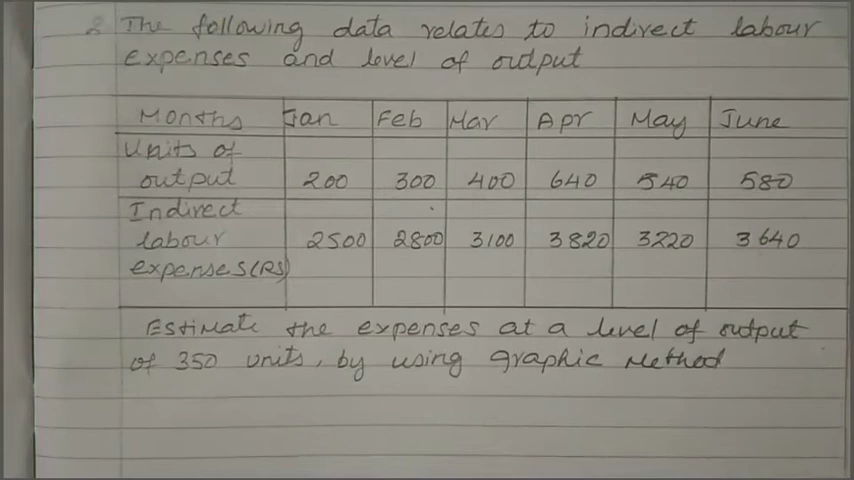 2 The following data relates to indirect labour
expenses and level of output
Months Jan Feb Mar Apr May June
Units of
output 200 300 400 640 540 580
Indirect
labour 2500 2800 3100 3820 3220 3640
expenses(RS)
Estimate the expenses at a level of output
of 350 units, by using graphic Method